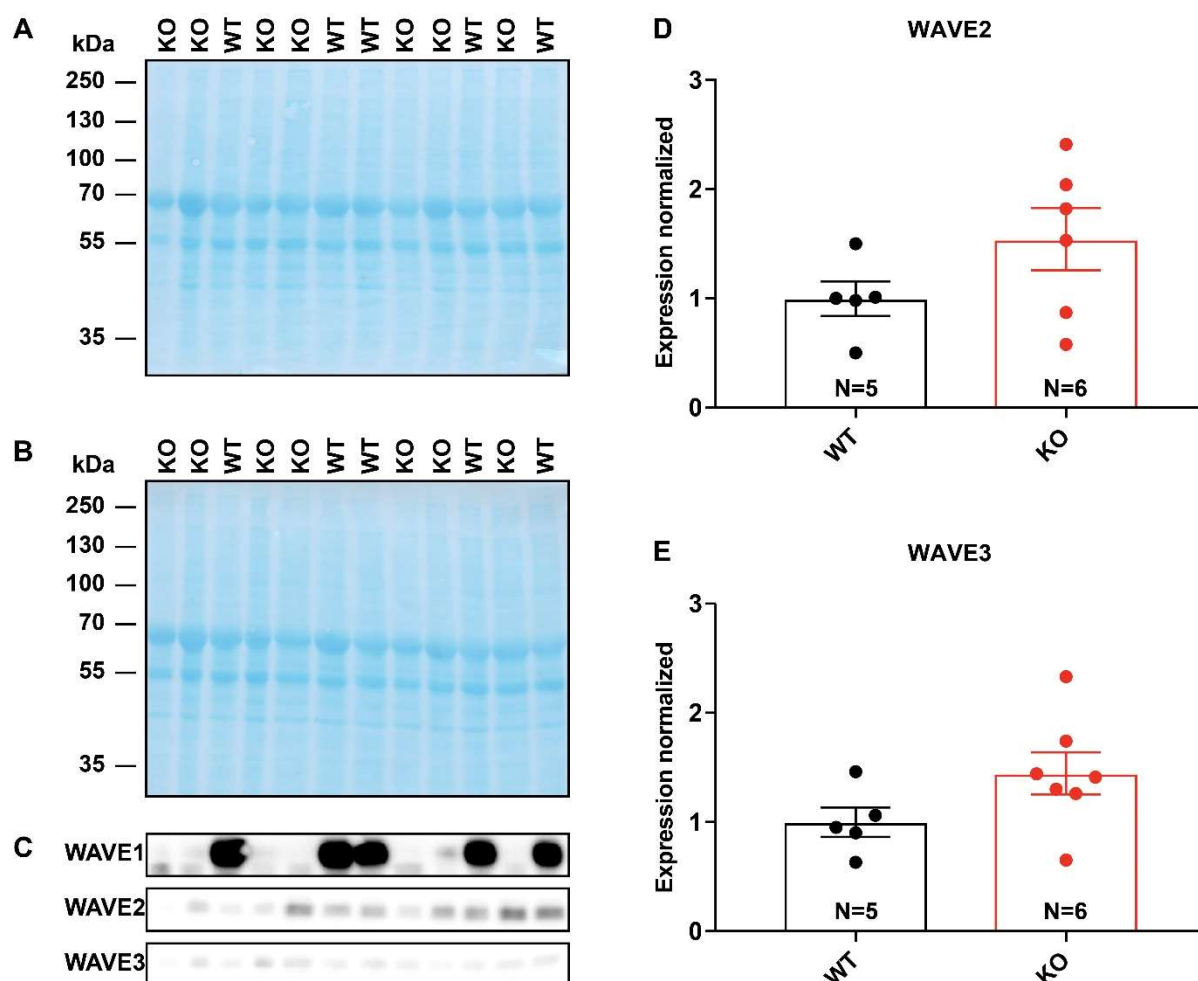 A
kDa
KO KO WT KO KO WT WT KO KO WT KO WT
250
130
100
70
55
35
B
kDa
KO KO WT KO KO WT WT KO KO WT KO WT
250
130
100
70
55
35
C
WAVE1
WAVE2
WAVE3
D
WAVE2
Expression normalized
3
2
1
0
N=5
N=6
WT
KO
E
WAVE3
Expression normalized
3
2
1
0
N=5
N=6
WT
KO